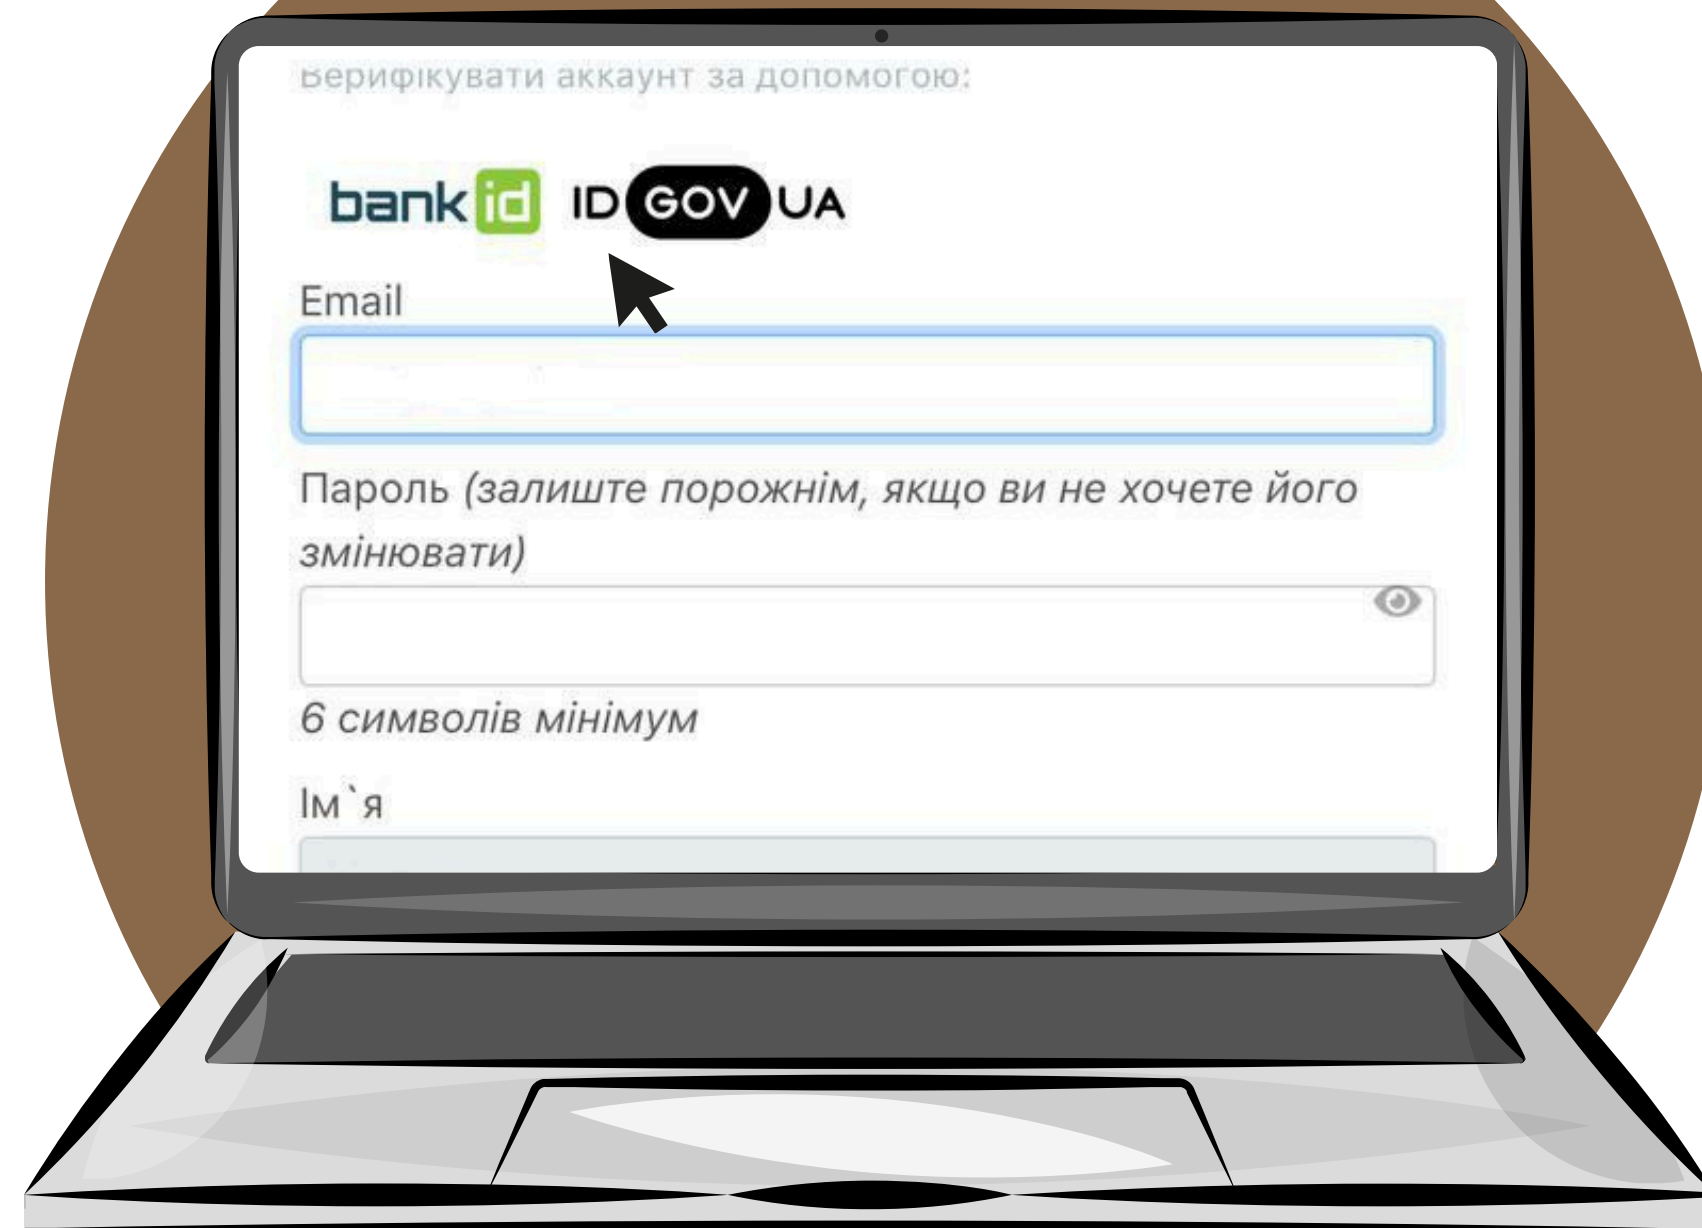 Верифікувати аккаунт за допомогою:
bank id ID GOV UA
Email
Пароль (залиште порожнім, якщо ви не хочете його
змінювати)
6 символів мінімум
Ім`я